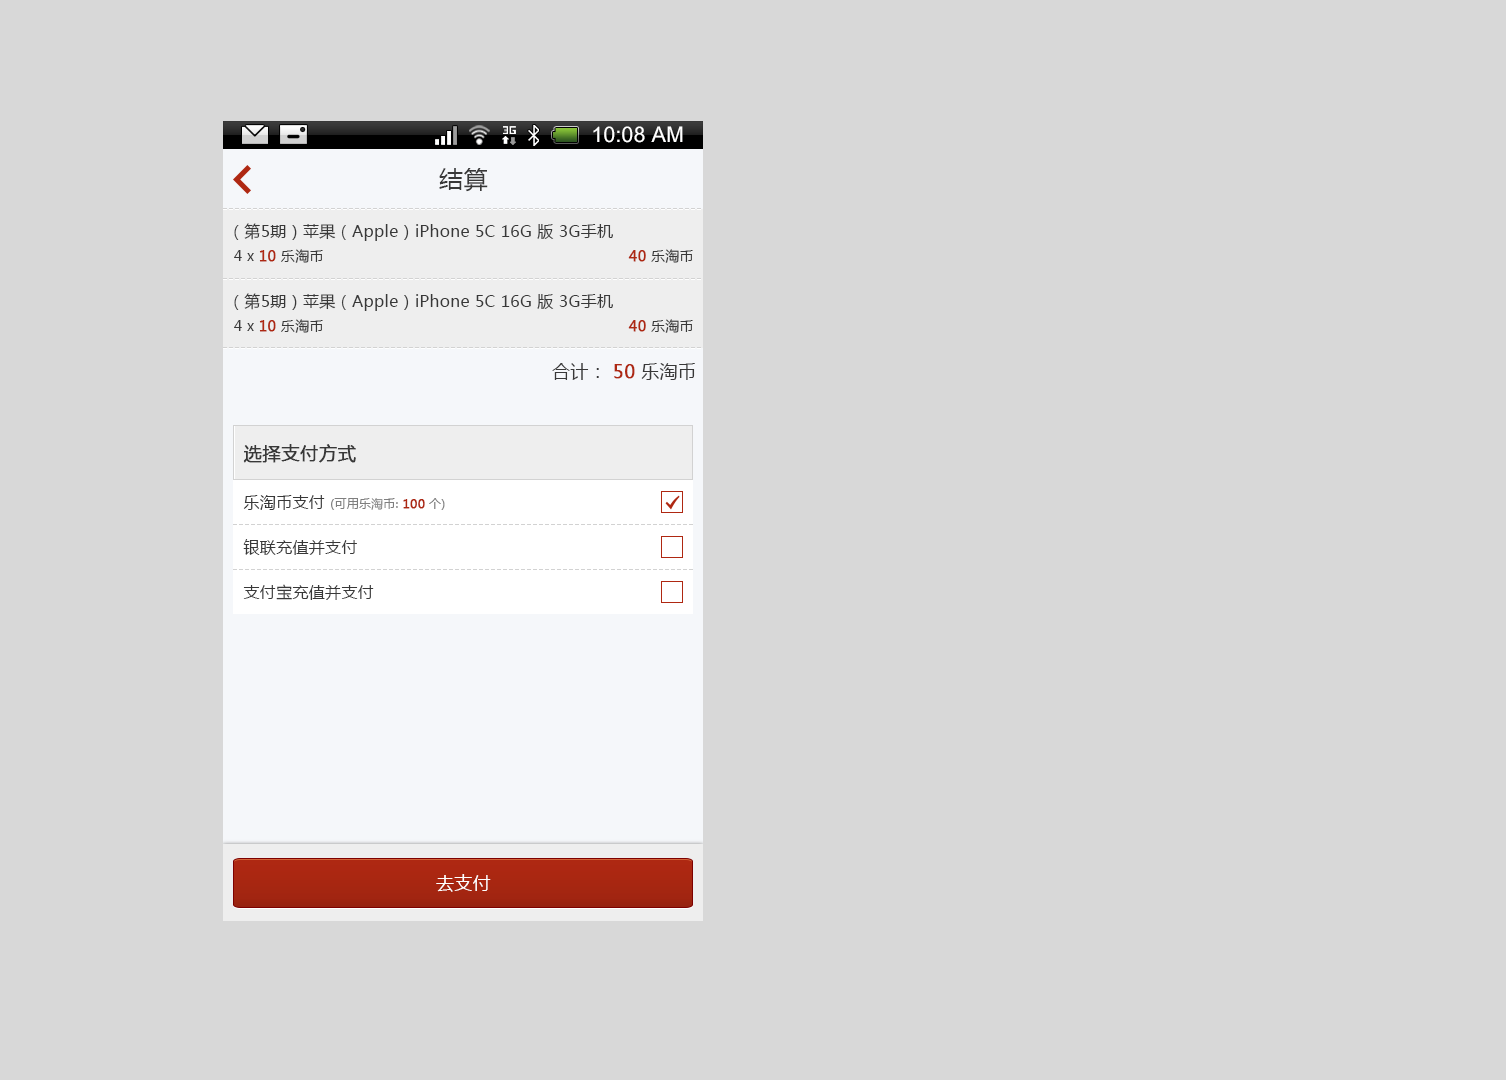 3G 10:08 AM
结算
（第5期）苹果（Apple）iPhone 5C 16G 版 3G手机
4 x 10 乐淘币 40 乐淘币
（第5期）苹果（Apple）iPhone 5C 16G 版 3G手机
4 x 10 乐淘币 40 乐淘币
合计： 50 乐淘币
选择支付方式
乐淘币支付 (可用乐淘币: 100 个)
银联充值并支付
支付宝充值并支付
去支付